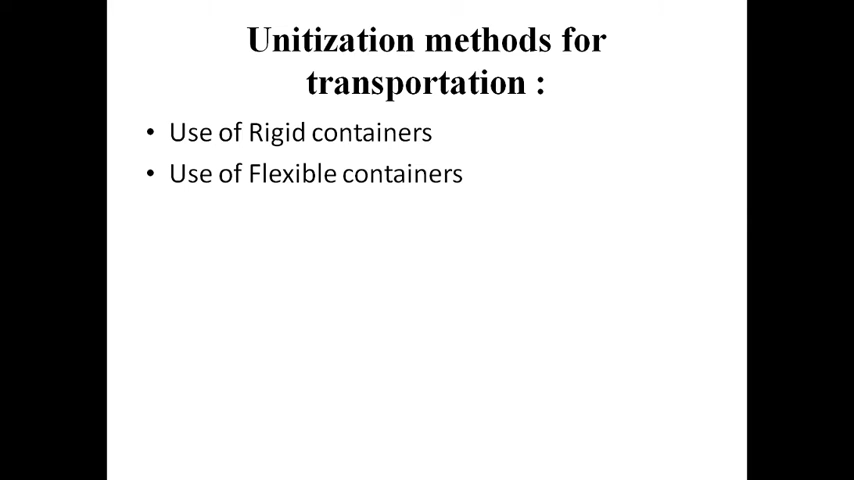 Unitization methods for
transportation :
• Use of Rigid containers
• Use of Flexible containers